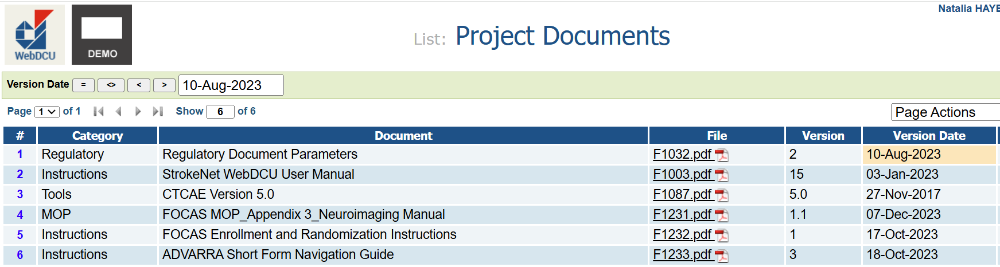 Natalia HAYE
WebDCU
DEMO
List: Project Documents
Version Date = <> < > 10-Aug-2023
Page 1 of 1 Show 6 of 6
Page Actions
# Category Document File Version Version Date
1 Regulatory Regulatory Document Parameters F1032.pdf 2 10-Aug-2023
2 Instructions StrokeNet WebDCU User Manual F1003.pdf 15 03-Jan-2023
3 Tools CTCAE Version 5.0 F1087.pdf 5.0 27-Nov-2017
4 MOP FOCAS MOP_Appendix 3_Neuroimaging Manual F1231.pdf 1.1 07-Dec-2023
5 Instructions FOCAS Enrollment and Randomization Instructions F1232.pdf 1 17-Oct-2023
6 Instructions ADVARRA Short Form Navigation Guide F1233.pdf 3 18-Oct-2023